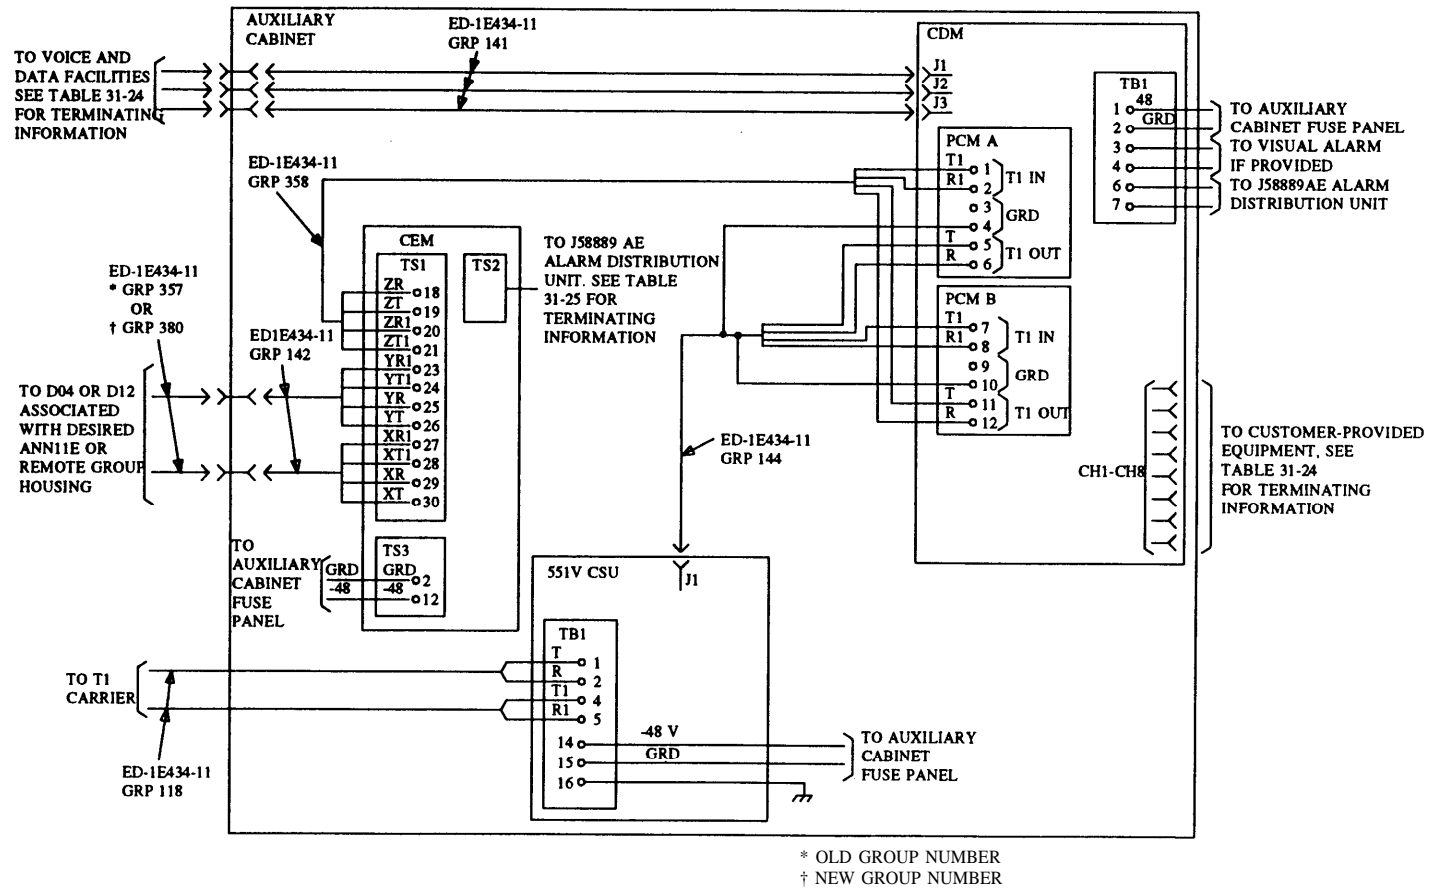 AUXILIARY
CABINET
ED-1E434-11
GRP 141
TO VOICE AND
DATA FACILITIES
SEE TABLE 31-24
FOR TERMINATING
INFORMATION
CDM
J1
J2
J3
TB1
1 48
GRD
2
3
4
6
7
TO AUXILIARY
CABINET FUSE PANEL
TO VISUAL ALARM
IF PROVIDED
TO J58889AE ALARM
DISTRIBUTION UNIT
PCM A
T1 1
R1 2
T1 IN
3
4
GRD
T 5
R 6
T1 OUT
PCM B
T1 7
R1 8
T1 IN
9
10
GRD
T 11
R 12
T1 OUT
ED-1E434-11
GRP 358
CEM
TS1
TS2
ZR 18
ZT 19
ZR1 20
ZT1 21
YR1 23
YT1 24
YR 25
YT 26
XR1 27
XT1 28
XR 29
XT 30
TO J58889 AE
ALARM DISTRIBUTION
UNIT. SEE TABLE
31-25 FOR
TERMINATING
INFORMATION
ED-1E434-11
* GRP 357
OR
† GRP 380
ED1E434-11
GRP 142
TO D04 OR D12
ASSOCIATED
WITH DESIRED
ANN11E OR
REMOTE GROUP
HOUSING
ED-1E434-11
GRP 144
CH1-CH8
TO CUSTOMER-PROVIDED
EQUIPMENT, SEE
TABLE 31-24
FOR TERMINATING
INFORMATION
TO
AUXILIARY
CABINET
FUSE
PANEL
GRD
-48
TS3
GRD 2
-48 12
551V CSU
J1
TB1
T 1
R 2
T1 4
R1 5
14
15
16
-48 V
GRD
TO AUXILIARY
CABINET
FUSE PANEL
TO T1
CARRIER
ED-1E434-11
GRP 118
* OLD GROUP NUMBER
† NEW GROUP NUMBER